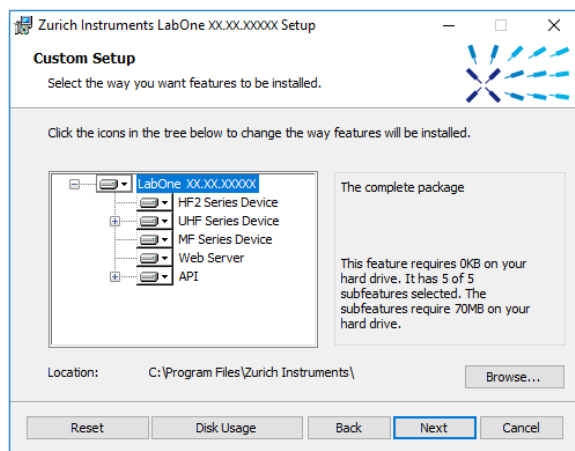 Zurich Instruments LabOne XX.XX.XXXXX Setup
Custom Setup
Select the way you want features to be installed.
Click the icons in the tree below to change the way features will be installed.
LabOne XX.XX.XXXXX
HF2 Series Device
UHF Series Device
MF Series Device
Web Server
API
The complete package
This feature requires 0KB on your
hard drive. It has 5 of 5
subfeatures selected. The
subfeatures require 70MB on your
hard drive.
Location: C:\Program Files\Zurich Instruments\
Browse...
Reset Disk Usage Back Next Cancel